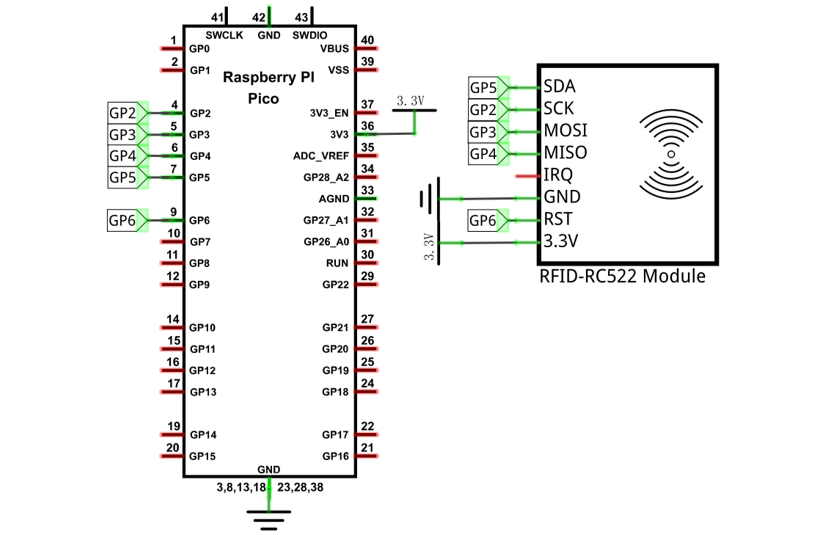 41 42 43
SWCLK GND SWDIO
1 GP0 VBUS 40
2 GP1 VSS 39
Raspberry PI
Pico
GP2 4 GP2 3V3_EN 37
3.3V
GP3 5 GP3 3V3 36
GP4 6 GP4 ADC_VREF 35
GP5 7 GP5 GP28_A2 34
AGND 33
GP6 9 GP6 GP27_A1 32
10 GP7 GP26_A0 31
11 GP8 RUN 30
12 GP9 GP22 29
14 GP10 GP21 27
15 GP11 GP20 26
16 GP12 GP19 25
17 GP13 GP18 24
19 GP14 GP17 22
20 GP15 GP16 21
GND
3,8,13,18 23,28,38
GP5 SDA
GP2 SCK
GP3 MOSI
GP4 MISO
IRQ
GND
GP6 RST
3.3V 3.3V
RFID-RC522 Module